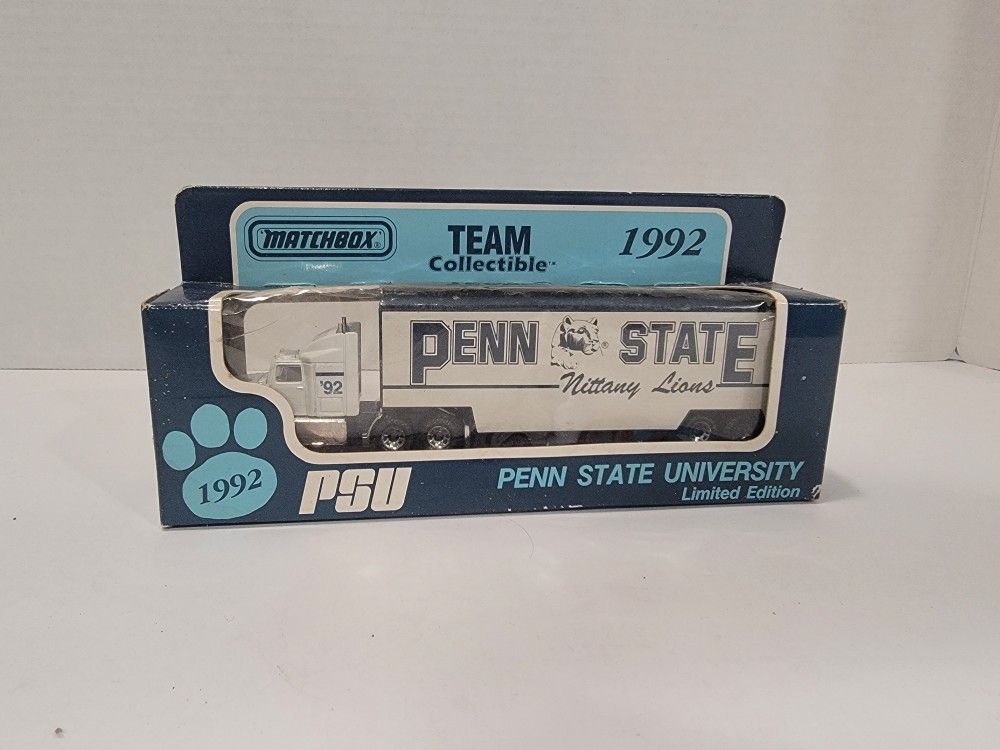 MATCHBOX®
TEAM
Collectible™
1992
PENN STATE
®
Nittany Lions
'92
1992
PSU
PENN STATE UNIVERSITY
Limited Edition